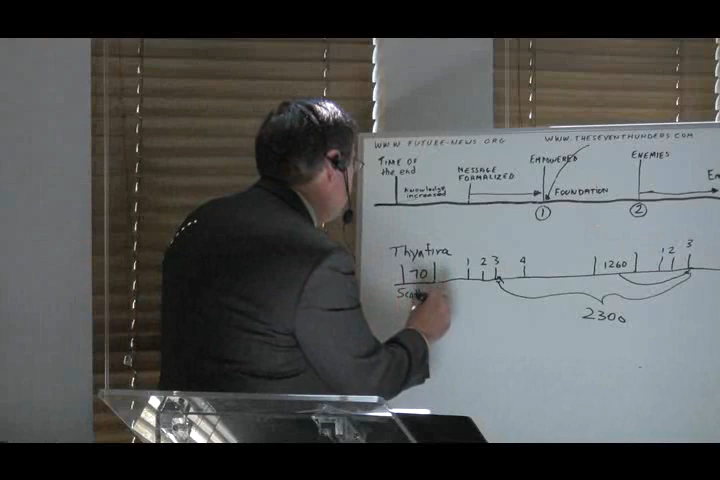 WWW FUTURE-NEWS ORG WWW.THESEVENTHUNDERS.COM
TIME OF the end
MESSAGE FORMALIZED
EMPOWERED
ENEMIES
Knowledge increased
FOUNDATION
1 2
Thyatira
70 1 2 3 4 1260 1 2 3
2300